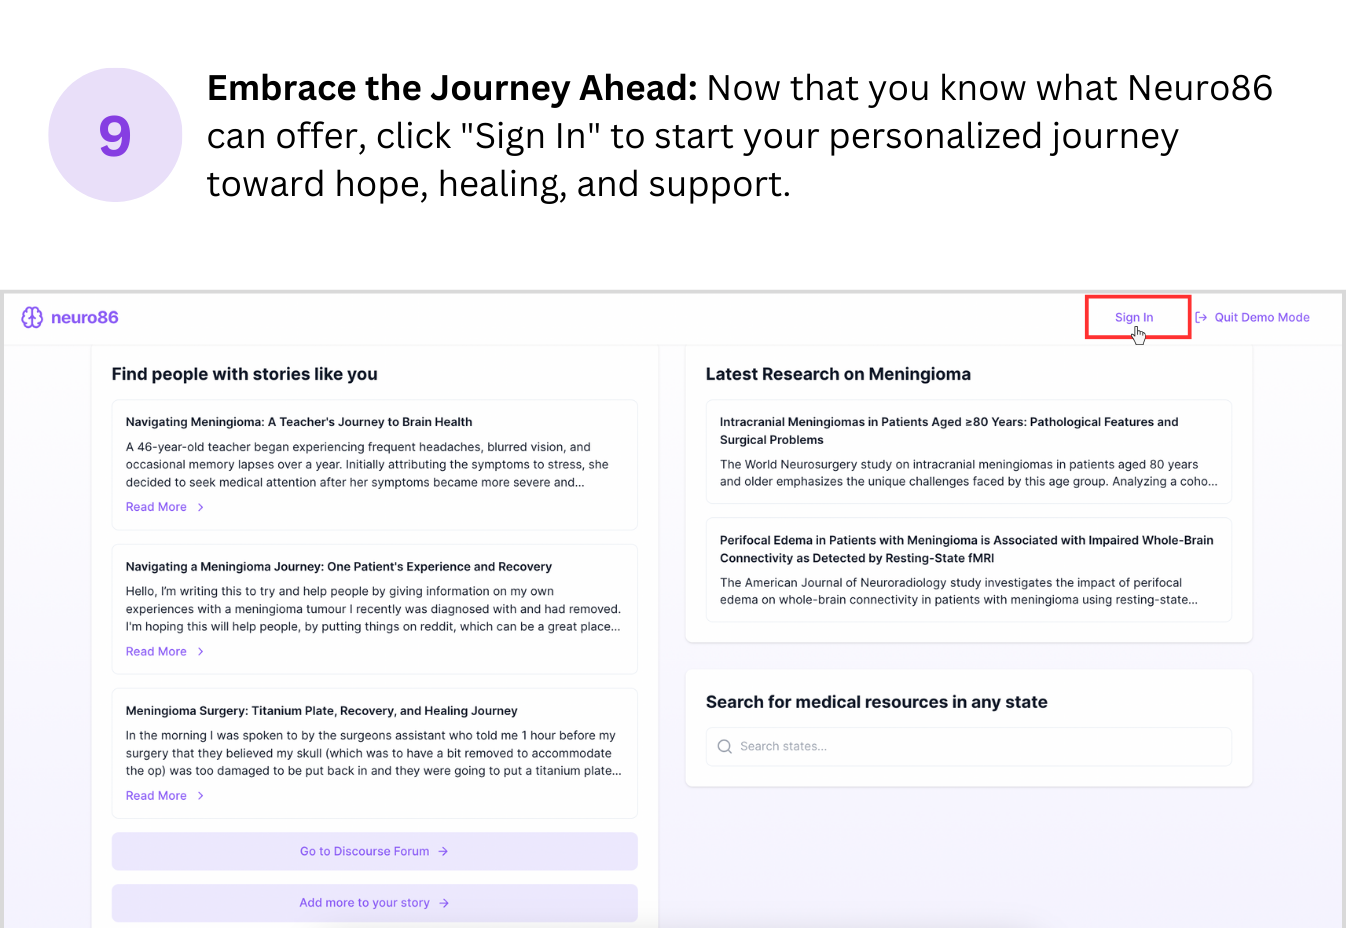 9
Embrace the Journey Ahead: Now that you know what Neuro86
can offer, click "Sign In" to start your personalized journey
toward hope, healing, and support.
neuro86
Sign In
Quit Demo Mode
Find people with stories like you
Navigating Meningioma: A Teacher's Journey to Brain Health
A 46-year-old teacher began experiencing frequent headaches, blurred vision, and
occasional memory lapses over a year. Initially attributing the symptoms to stress, she
decided to seek medical attention after her symptoms became more severe and...
Read More
Navigating a Meningioma Journey: One Patient's Experience and Recovery
Hello, I'm writing this to try and help people by giving information on my own
experiences with a meningioma tumour I recently was diagnosed with and had removed.
I'm hoping this will help people, by putting things on reddit, which can be a great place...
Read More
Meningioma Surgery: Titanium Plate, Recovery, and Healing Journey
In the morning I was spoken to by the surgeons assistant who told me 1 hour before my
surgery that they believed my skull (which was to have a bit removed to accommodate
the op) was too damaged to be put back in and they were going to put a titanium plate...
Read More
Go to Discourse Forum
Add more to your story
Latest Research on Meningioma
Intracranial Meningiomas in Patients Aged ≥80 Years: Pathological Features and
Surgical Problems
The World Neurosurgery study on intracranial meningiomas in patients aged 80 years
and older emphasizes the unique challenges faced by this age group. Analyzing a coho...
Perifocal Edema in Patients with Meningioma is Associated with Impaired Whole-Brain
Connectivity as Detected by Resting-State fMRI
The American Journal of Neuroradiology study investigates the impact of perifocal
edema on whole-brain connectivity in patients with meningioma using resting-state...
Search for medical resources in any state
Search states...